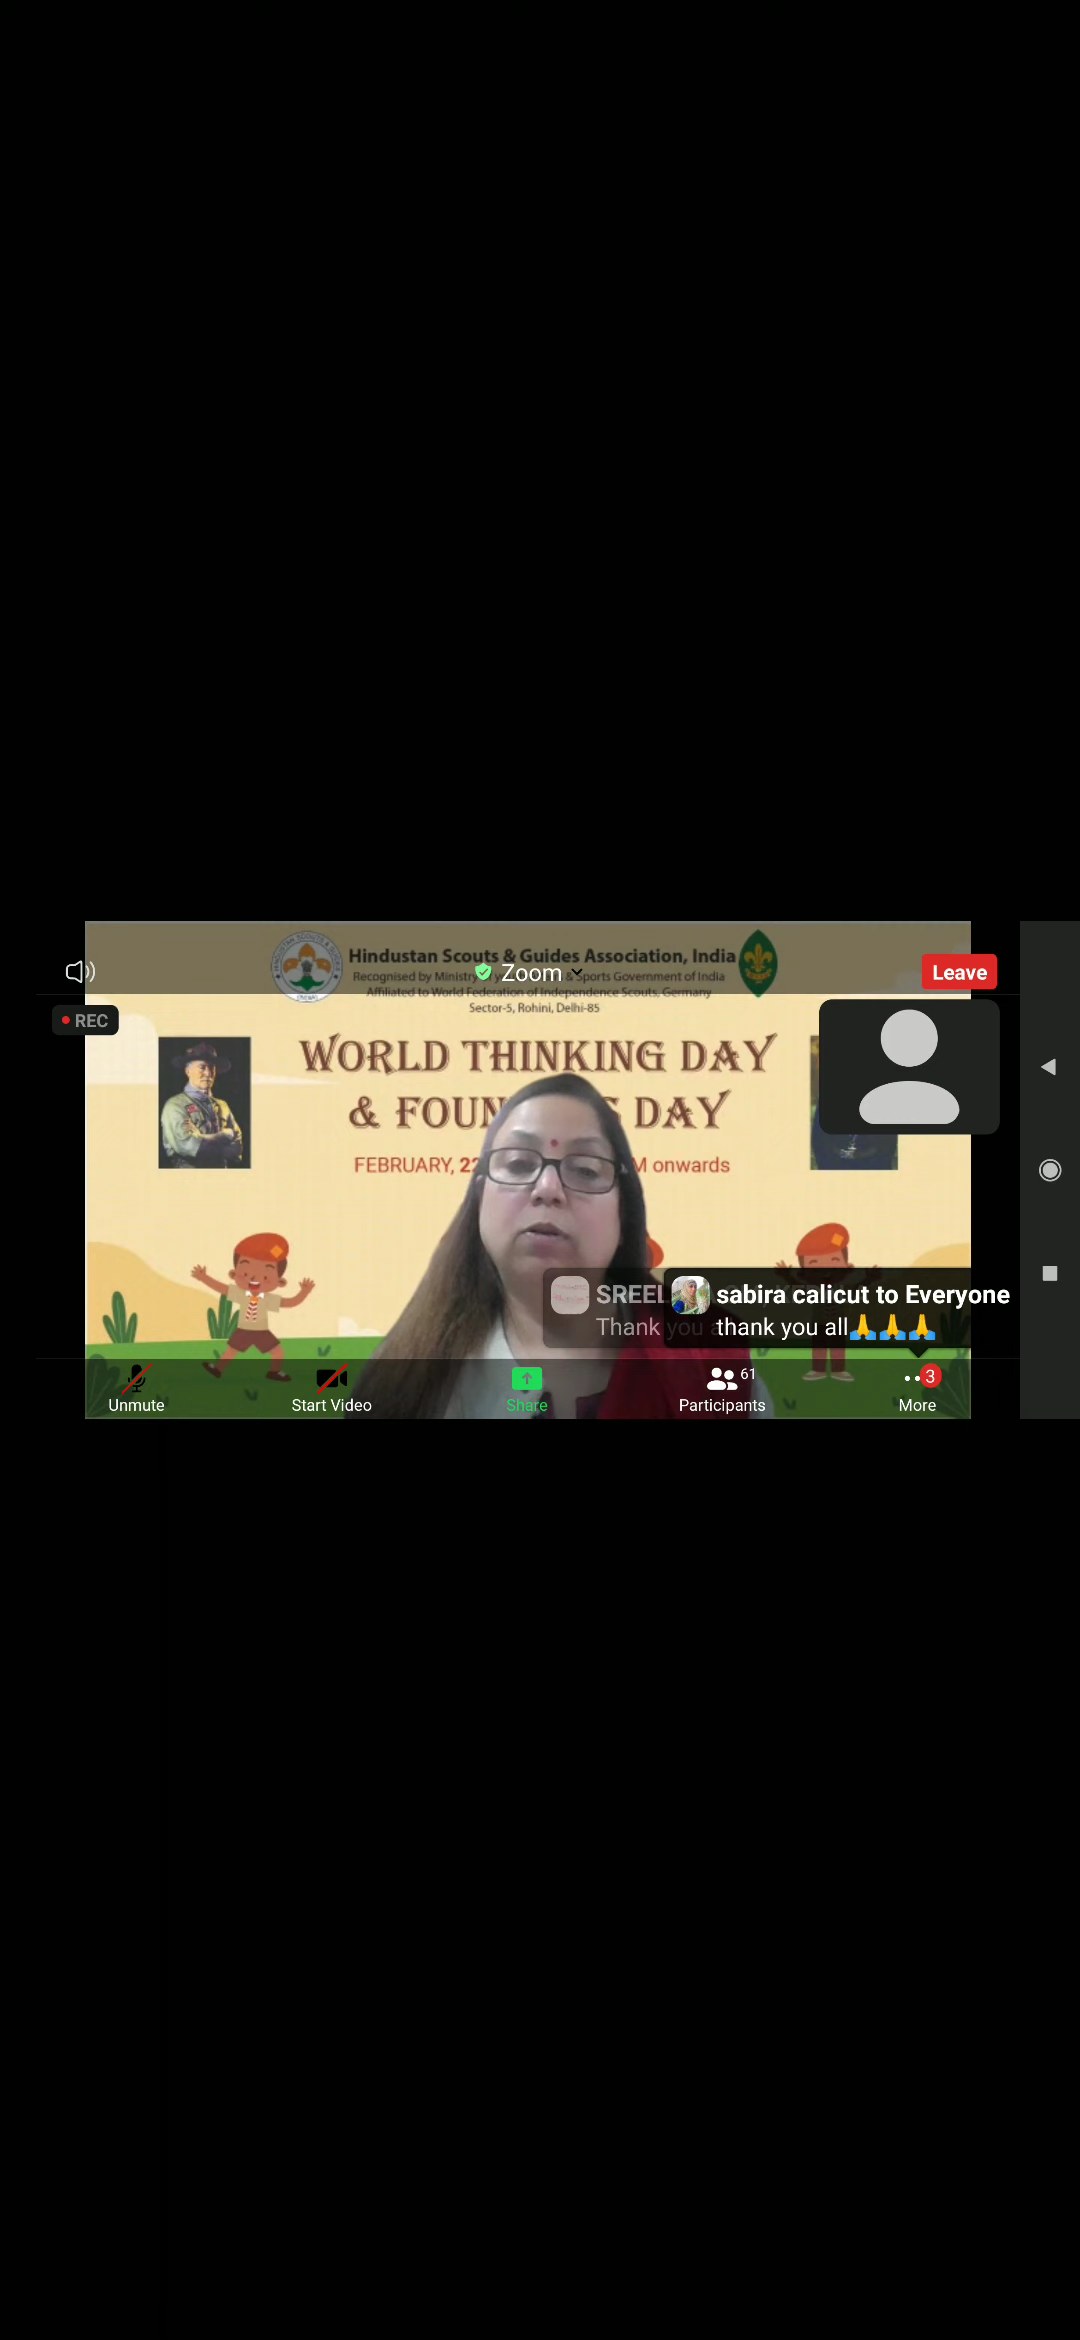 Hindustan Scouts & Guides Association, India
Recognised by Ministry & Sports Government of India
Zoom
Leave
Affiliated to World Federation of Independence Scouts, Germany
Sector-5, Rohini, Delhi-85
REC
WORLD THINKING DAY
& FOUN S DAY
FEBRUARY, 22 M onwards
SREEL
sabira calicut to Everyone
Thank you
thank you all🙏🙏🙏
61
3
Unmute
Start Video
Share
Participants
More